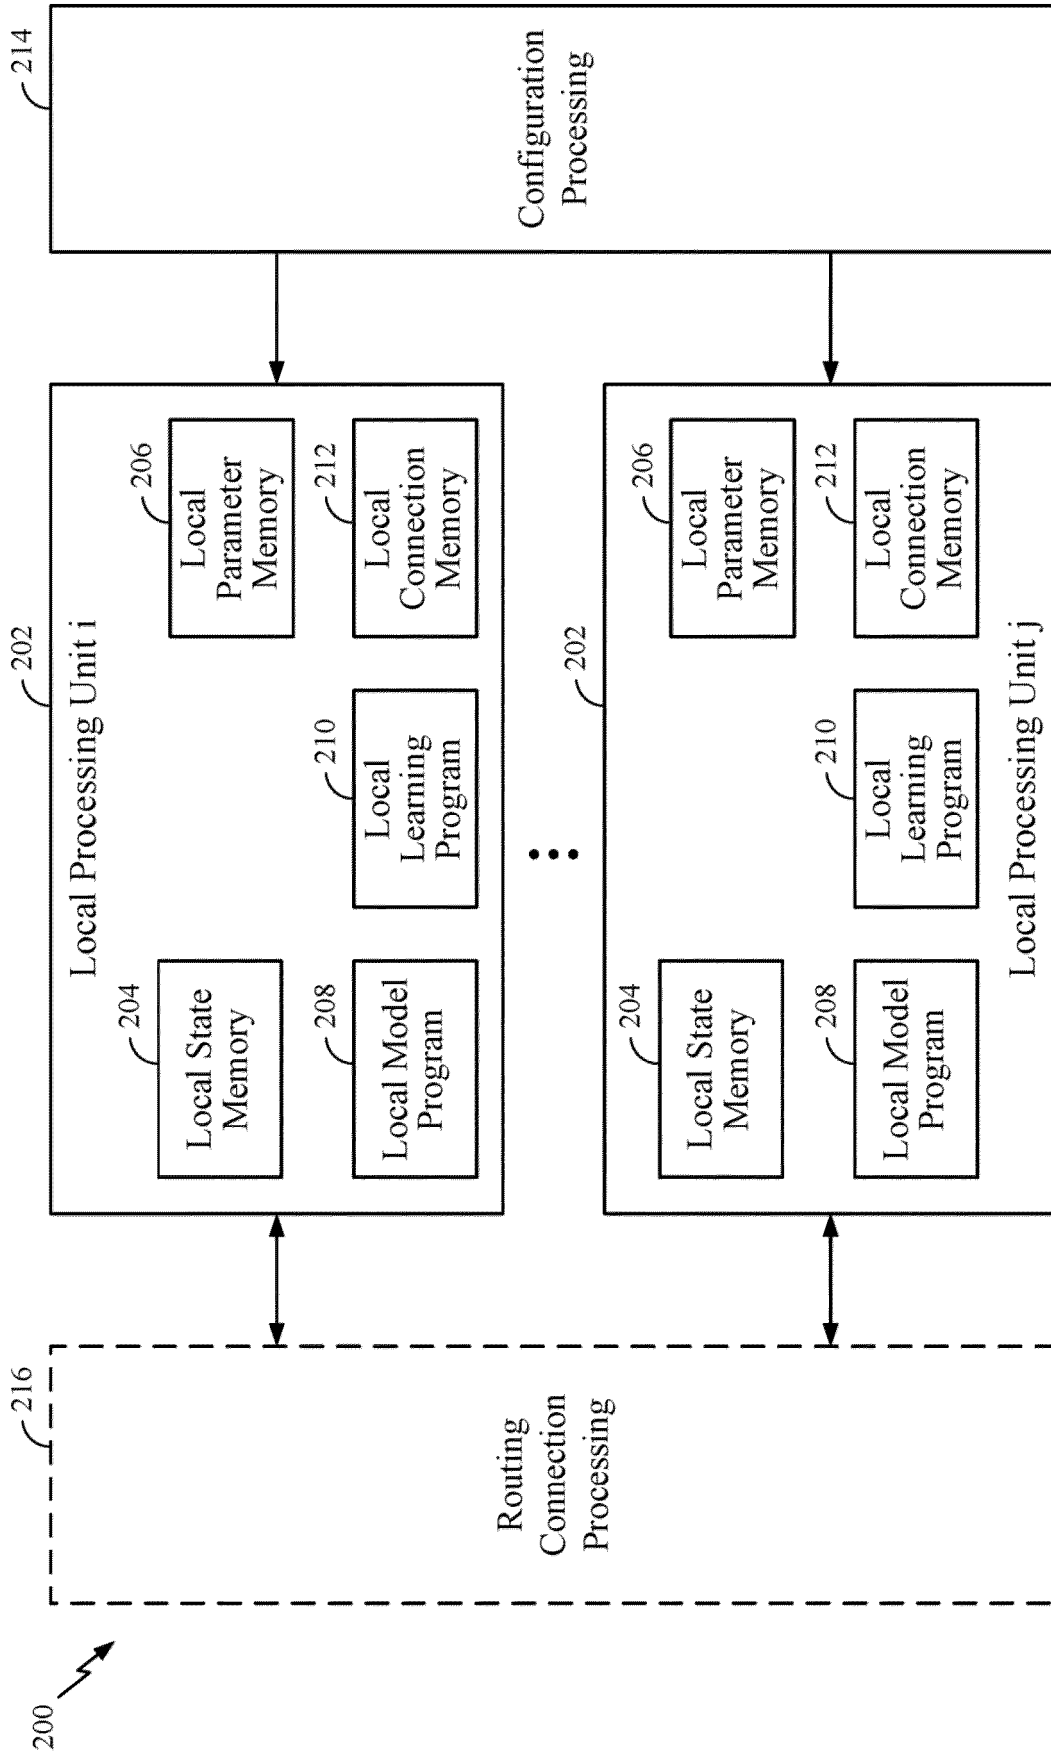 200
216
Routing
Connection
Processing
202
Local Processing Unit i
204
Local State
Memory
206
Local
Parameter
Memory
208
Local Model
Program
210
Local
Learning
Program
212
Local
Connection
Memory
202
204
Local State
Memory
206
Local
Parameter
Memory
208
Local Model
Program
210
Local
Learning
Program
212
Local
Connection
Memory
Local Processing Unit j
214
Configuration
Processing